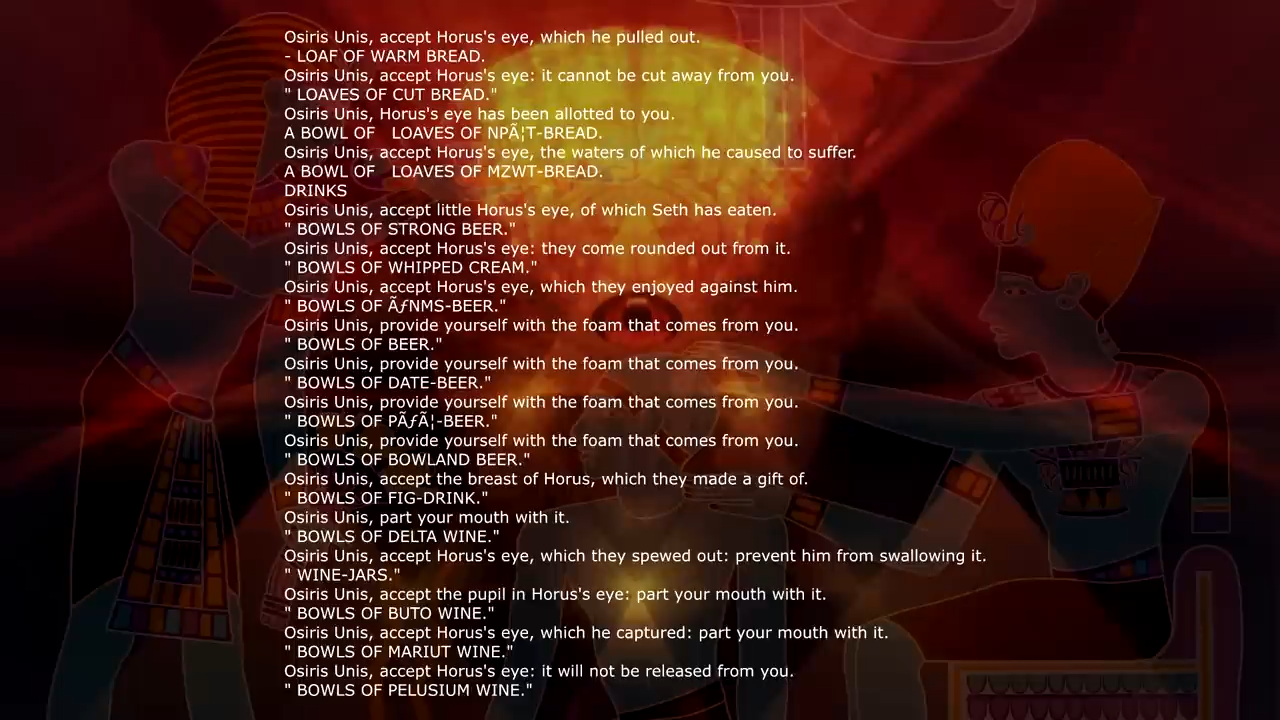 Osiris Unis, accept Horus's eye, which he pulled out.
- LOAF OF WARM BREAD.
Osiris Unis, accept Horus's eye: it cannot be cut away from you.
" LOAVES OF CUT BREAD."
Osiris Unis, Horus's eye has been allotted to you.
A BOWL OF   LOAVES OF NPÃ¦T-BREAD.
Osiris Unis, accept Horus's eye, the waters of which he caused to suffer.
A BOWL OF   LOAVES OF MZWT-BREAD.
DRINKS
Osiris Unis, accept little Horus's eye, of which Seth has eaten.
" BOWLS OF STRONG BEER."
Osiris Unis, accept Horus's eye: they come rounded out from it.
" BOWLS OF WHIPPED CREAM."
Osiris Unis, accept Horus's eye, which they enjoyed against him.
" BOWLS OF ÃƒNMS-BEER."
Osiris Unis, provide yourself with the foam that comes from you.
" BOWLS OF BEER."
Osiris Unis, provide yourself with the foam that comes from you.
" BOWLS OF DATE-BEER."
Osiris Unis, provide yourself with the foam that comes from you.
" BOWLS OF PÃƒÃ¦-BEER."
Osiris Unis, provide yourself with the foam that comes from you.
" BOWLS OF BOWLAND BEER."
Osiris Unis, accept the breast of Horus, which they made a gift of.
" BOWLS OF FIG-DRINK."
Osiris Unis, part your mouth with it.
" BOWLS OF DELTA WINE."
Osiris Unis, accept Horus's eye, which they spewed out: prevent him from swallowing it.
" WINE-JARS."
Osiris Unis, accept the pupil in Horus's eye: part your mouth with it.
" BOWLS OF BUTO WINE."
Osiris Unis, accept Horus's eye, which he captured: part your mouth with it.
" BOWLS OF MARIUT WINE."
Osiris Unis, accept Horus's eye: it will not be released from you.
" BOWLS OF PELUSIUM WINE."